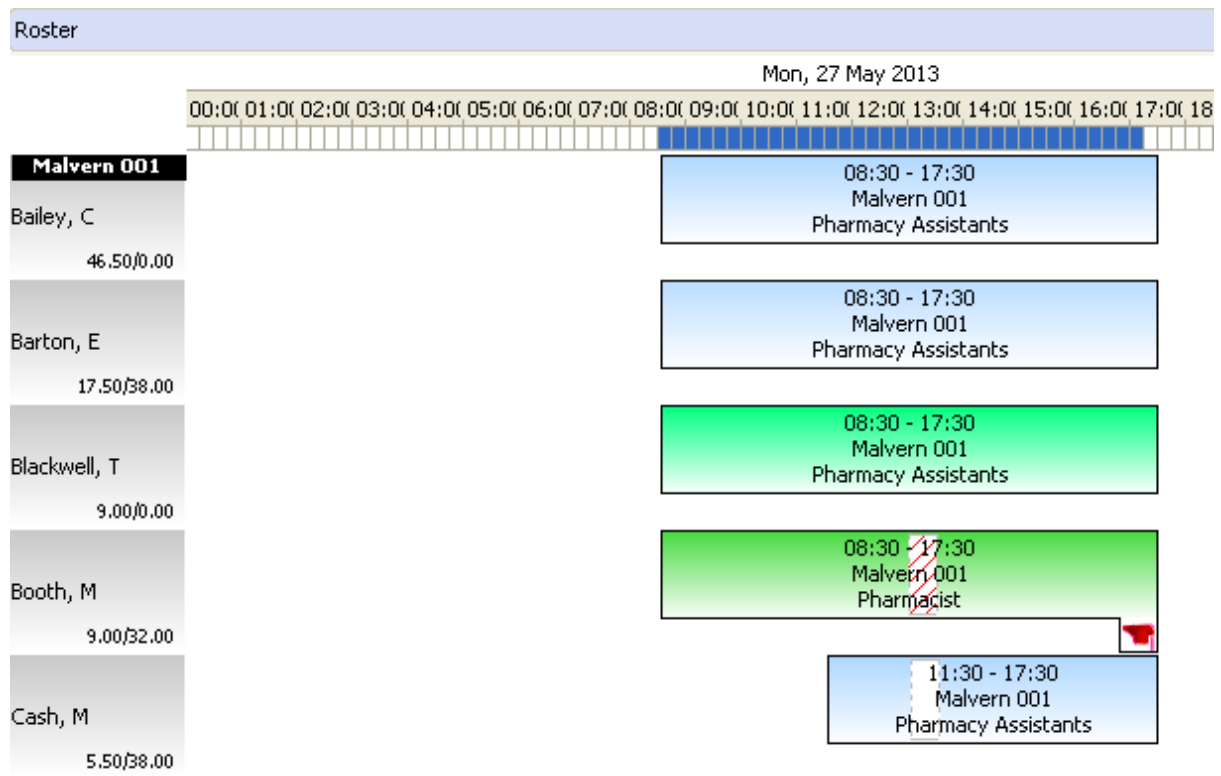 Roster
Mon, 27 May 2013
00:0( 01:0( 02:0( 03:0( 04:0( 05:0( 06:0( 07:0( 08:0( 09:0( 10:0( 11:0( 12:0( 13:0( 14:0( 15:0( 16:0( 17:0( 18
Malvern 001
Bailey, C
46.50/0.00
08:30 - 17:30
Malvern 001
Pharmacy Assistants
Barton, E
17.50/38.00
08:30 - 17:30
Malvern 001
Pharmacy Assistants
Blackwell, T
9.00/0.00
08:30 - 17:30
Malvern 001
Pharmacy Assistants
Booth, M
9.00/32.00
08:30 - 17:30
Malvern 001
Pharmacist
Cash, M
5.50/38.00
11:30 - 17:30
Malvern 001
Pharmacy Assistants